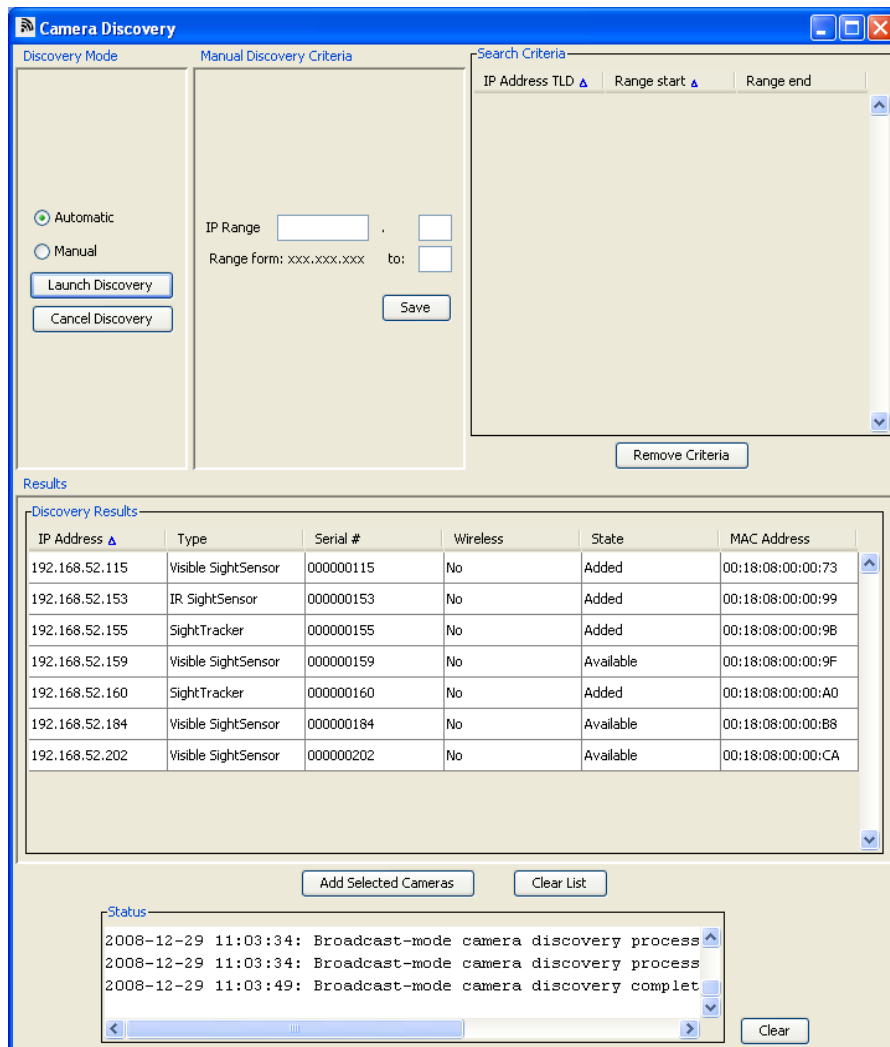 Camera Discovery
Discovery Mode
Manual Discovery Criteria
Search Criteria
IP Address TLD
Range start
Range end
Automatic
Manual
Launch Discovery
Cancel Discovery
IP Range .
Range form: xxx.xxx.xxx to:
Save
Remove Criteria
Results
Discovery Results
IP Address Type Serial # Wireless State MAC Address
192.168.52.115 Visible SightSensor 000000115 No Added 00:18:08:00:00:73
192.168.52.153 IR SightSensor 000000153 No Added 00:18:08:00:00:99
192.168.52.155 SightTracker 000000155 No Added 00:18:08:00:00:9B
192.168.52.159 Visible SightSensor 000000159 No Available 00:18:08:00:00:9F
192.168.52.160 SightTracker 000000160 No Added 00:18:08:00:00:A0
192.168.52.184 Visible SightSensor 000000184 No Available 00:18:08:00:00:B8
192.168.52.202 Visible SightSensor 000000202 No Available 00:18:08:00:00:CA
Add Selected Cameras
Clear List
Status
2008-12-29 11:03:34: Broadcast-mode camera discovery process
2008-12-29 11:03:34: Broadcast-mode camera discovery process
2008-12-29 11:03:49: Broadcast-mode camera discovery complet
Clear